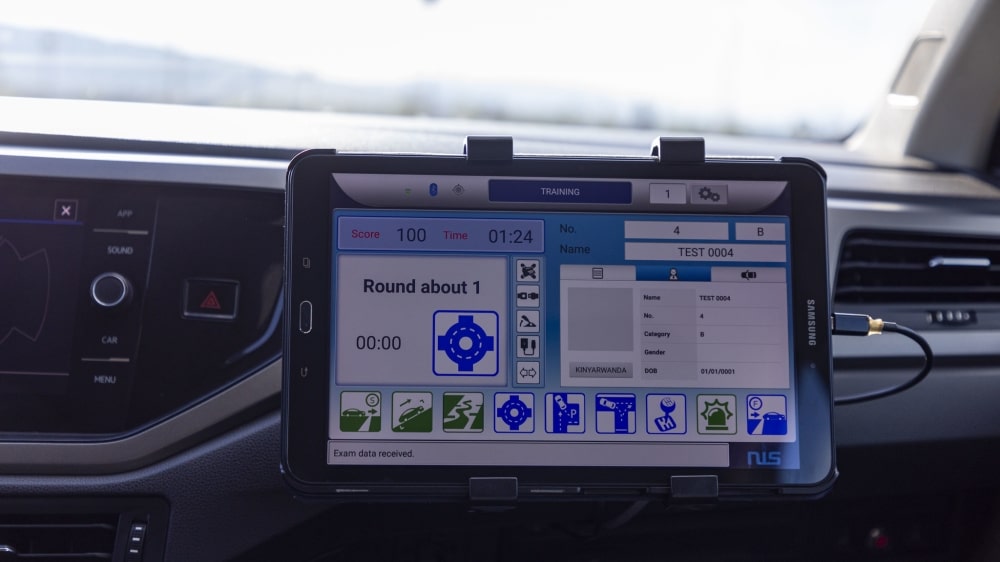 TRAINING
1
Score 100 Time 01:24
No. 4 B
Name TEST 0004
Round about 1
00:00
Name TEST 0004
No. 4
Category B
Gender
DOB 01/01/0001
KINYARWANDA
S
P
F
Exam data received.
NIS
SAMSUNG
APP
SOUND
CAR
MENU